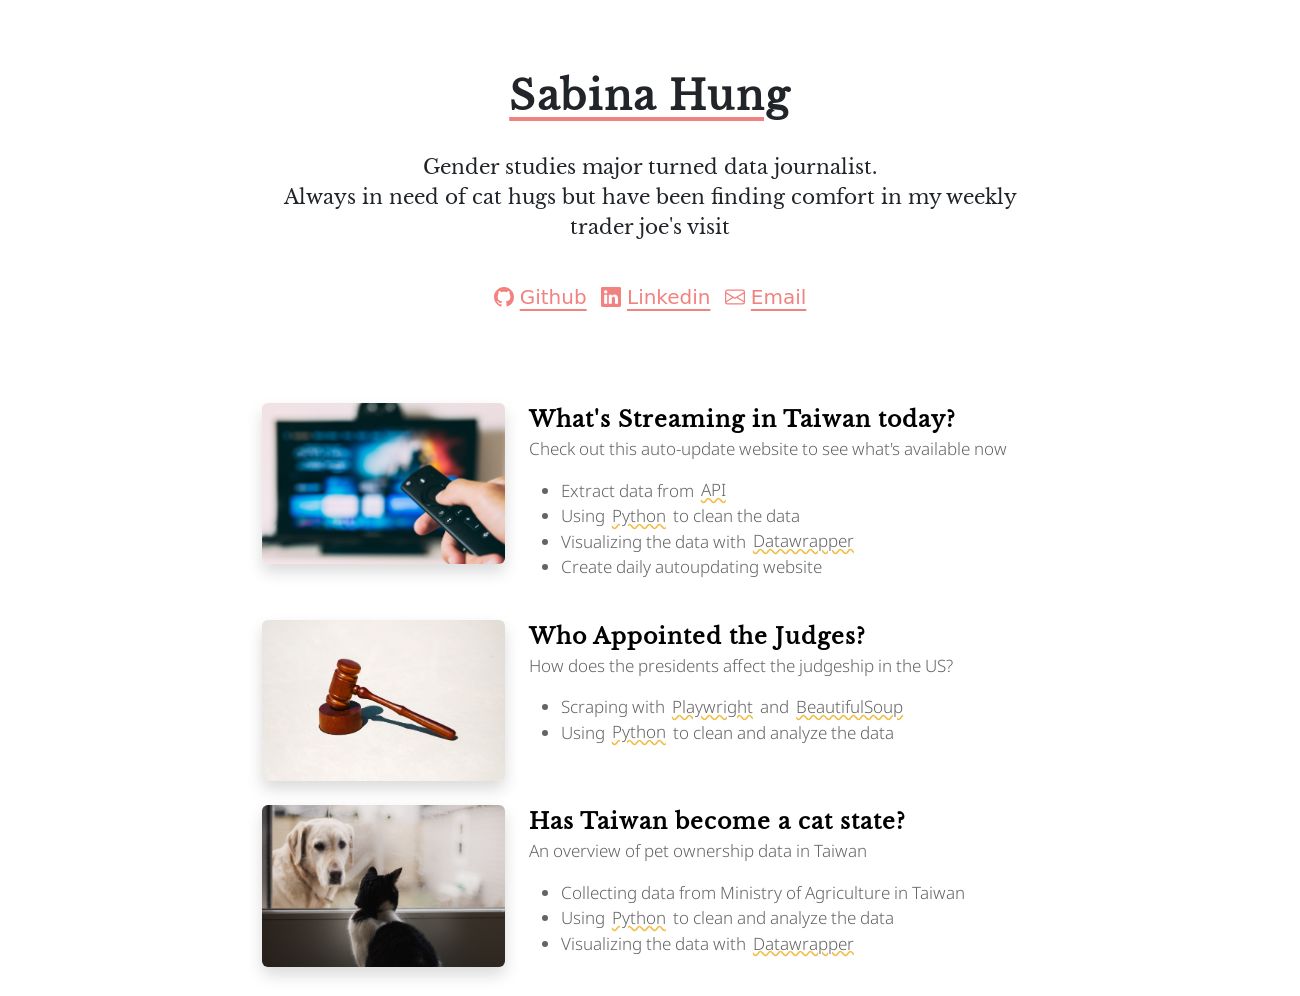 Sabina Hung
Gender studies major turned data journalist.
Always in need of cat hugs but have been finding comfort in my weekly
trader joe's visit
Github Linkedin Email
What's Streaming in Taiwan today?
Check out this auto-update website to see what's available now
Extract data from API
Using Python to clean the data
Visualizing the data with Datawrapper
Create daily autoupdating website
Who Appointed the Judges?
How does the presidents affect the judgeship in the US?
Scraping with Playwright and BeautifulSoup
Using Python to clean and analyze the data
Has Taiwan become a cat state?
An overview of pet ownership data in Taiwan
Collecting data from Ministry of Agriculture in Taiwan
Using Python to clean and analyze the data
Visualizing the data with Datawrapper